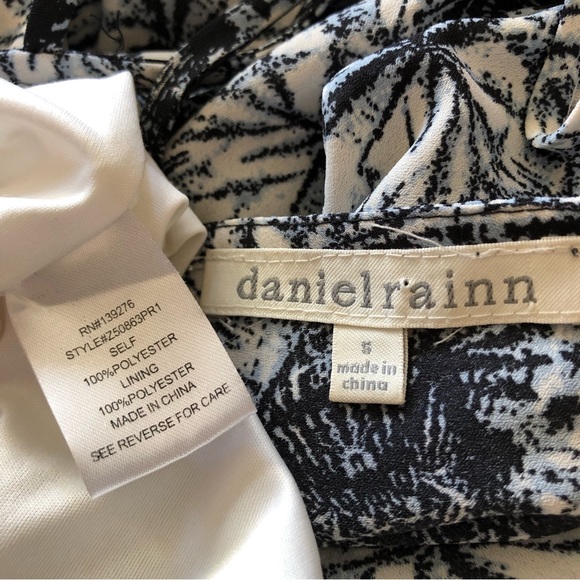 RN#139276
STYLE#Z50863PR1
SELF
100%POLYESTER
LINING
100%POLYESTER
MADE IN CHINA
SEE REVERSE FOR CARE
danielrainn
S
made in
china